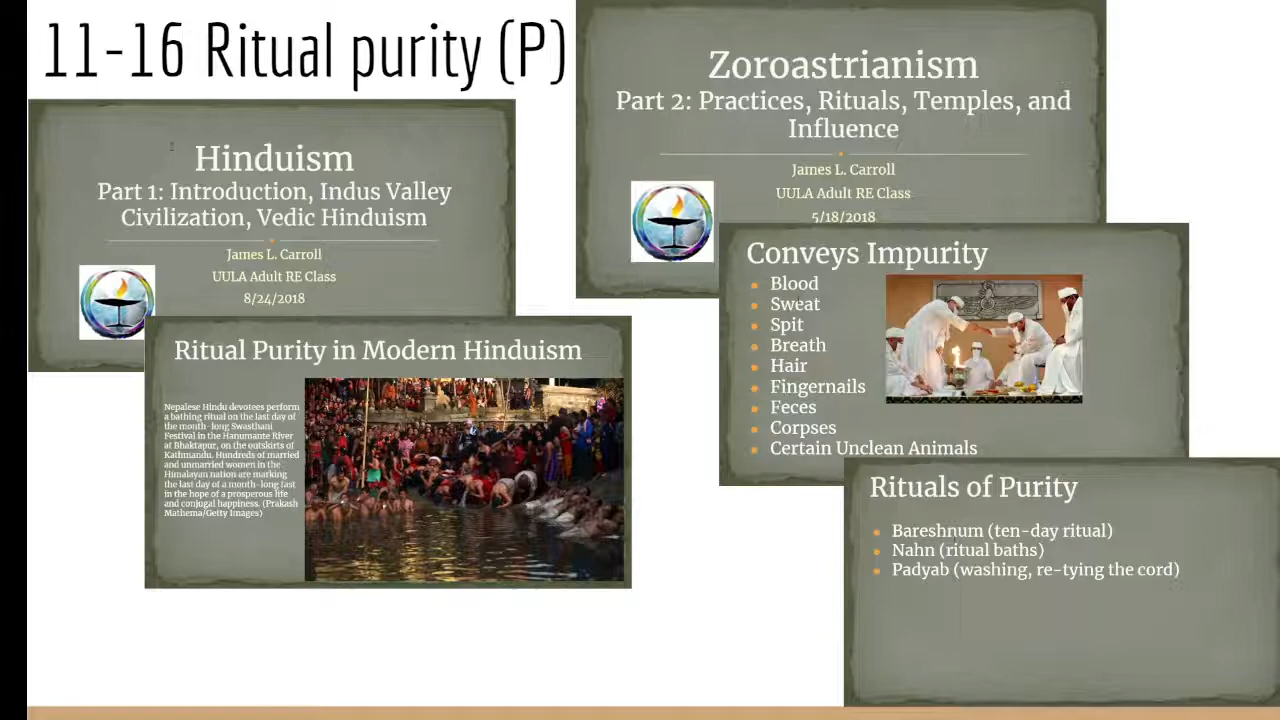 11-16 Ritual purity (P)
Hinduism
Part 1: Introduction, Indus Valley
Civilization, Vedic Hinduism
James L. Carroll
UULA Adult RE Class
8/24/2018
Ritual Purity in Modern Hinduism
Nepalese Hindu devotees perform
a bathing ritual on the last day of
the month-long Swasthani
Festival in the Hanumante River
at Bhaktapur, on the outskirts of
Kathmandu. Hundreds of married
and unmarried women in the
Himalayan nation are marking
the last day of a month-long fast
in the hope of a prosperous life
and conjugal happiness. (Prakash
Mathema/Getty Images)
Zoroastrianism
Part 2: Practices, Rituals, Temples, and
Influence
James L. Carroll
UULA Adult RE Class
5/18/2018
Conveys Impurity
Blood
Sweat
Spit
Breath
Hair
Fingernails
Feces
Corpses
Certain Unclean Animals
Rituals of Purity
Bareshnum (ten-day ritual)
Nahn (ritual baths)
Padyab (washing, re-tying the cord)